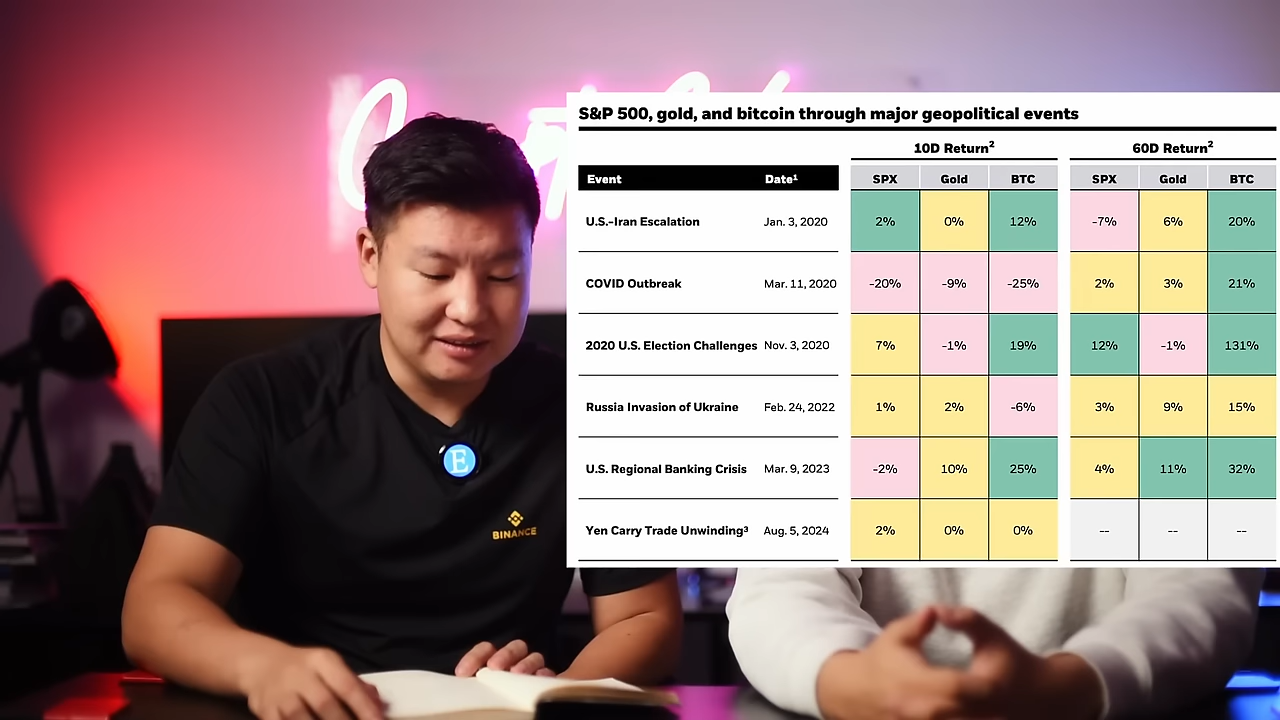 S&P 500, gold, and bitcoin through major geopolitical events
10D Return² 60D Return²
Event Date¹ SPX Gold BTC SPX Gold BTC
U.S.–Iran Escalation Jan. 3, 2020 2% 0% 12% -7% 6% 20%
COVID Outbreak Mar. 11, 2020 -20% -9% -25% 2% 3% 21%
2020 U.S. Election Challenges Nov. 3, 2020 7% -1% 19% 12% -1% 131%
Russia Invasion of Ukraine Feb. 24, 2022 1% 2% -6% 3% 9% 15%
U.S. Regional Banking Crisis Mar. 9, 2023 -2% 10% 25% 4% 11% 32%
Yen Carry Trade Unwinding³ Aug. 5, 2024 2% 0% 0% -- -- --
E
BINANCE